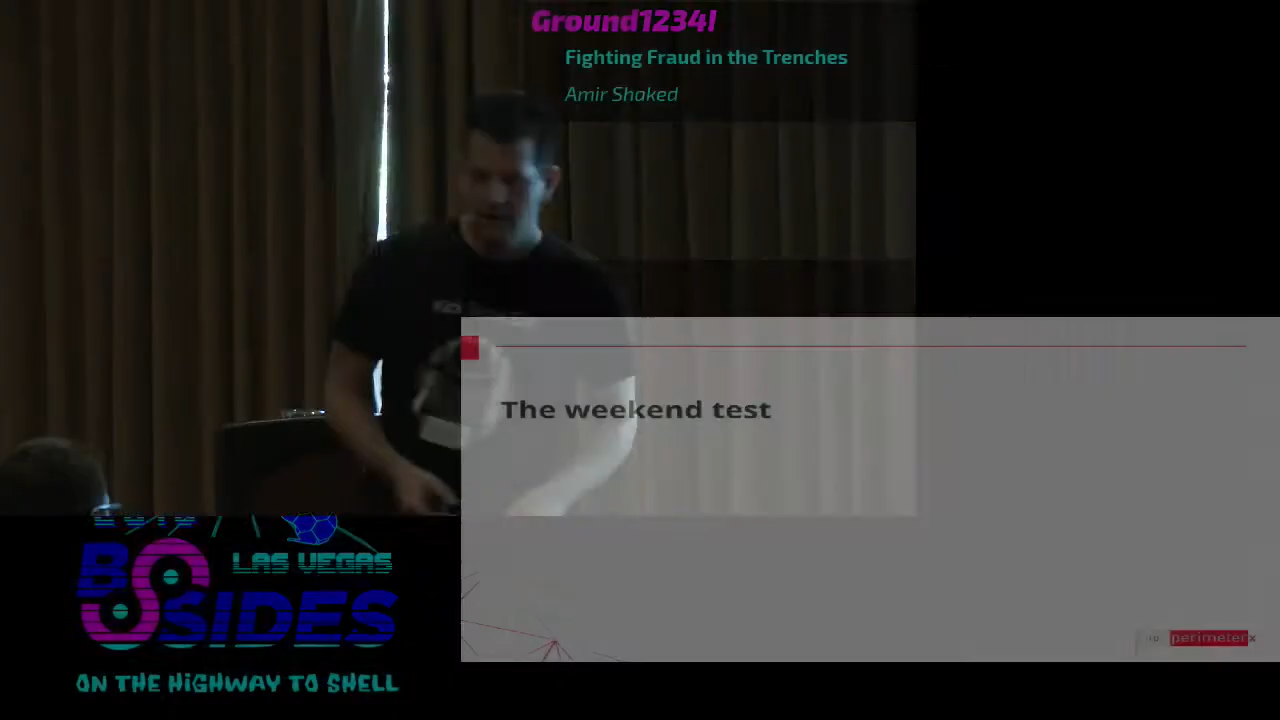 Ground1234!
Fighting Fraud in the Trenches
Amir Shaked
The weekend test
LAS VEGAS
BSIDES
ON THE HIGHWAY TO SHELL
10
perimeterx